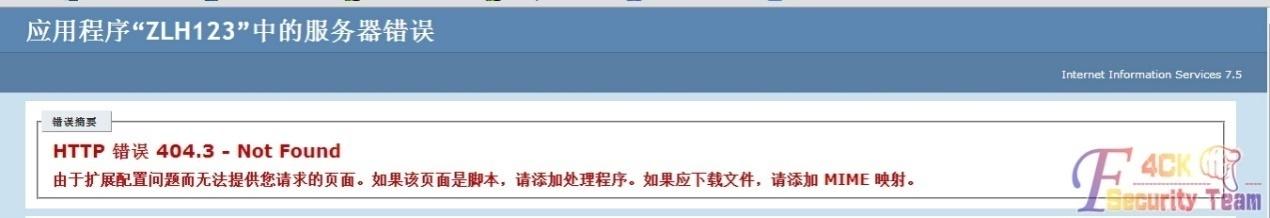 应用程序“ZLH123”中的服务器错误
Internet Information Services 7.5
错误摘要
HTTP 错误 404.3 - Not Found
由于扩展配置问题而无法提供您请求的页面。如果该页面是脚本，请添加处理程序。如果应下载文件，请添加 MIME 映射。
F4CK
Security Team